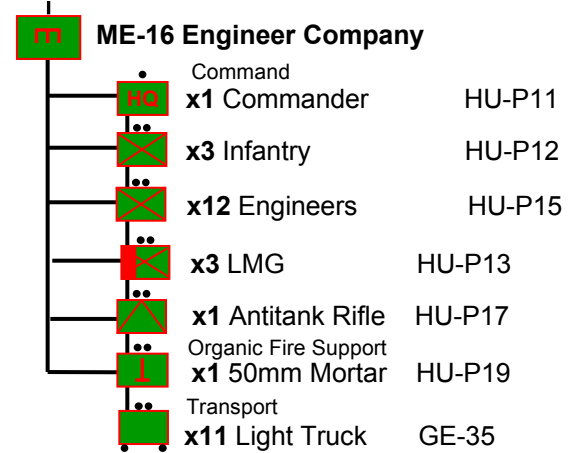 ME-16 Engineer Company
Command
HQ x1 Commander HU-P11
x3 Infantry HU-P12
x12 Engineers HU-P15
x3 LMG HU-P13
x1 Antitank Rifle HU-P17
Organic Fire Support
x1 50mm Mortar HU-P19
Transport
x11 Light Truck GE-35